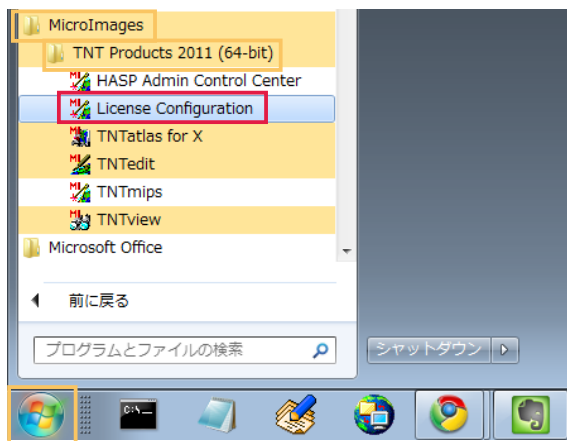 MicroImages
TNT Products 2011 (64-bit)
HASP Admin Control Center
License Configuration
TNTatlas for X
TNTedit
TNTmips
TNTview
Microsoft Office
前に戻る
プログラムとファイルの検索
シャットダウン